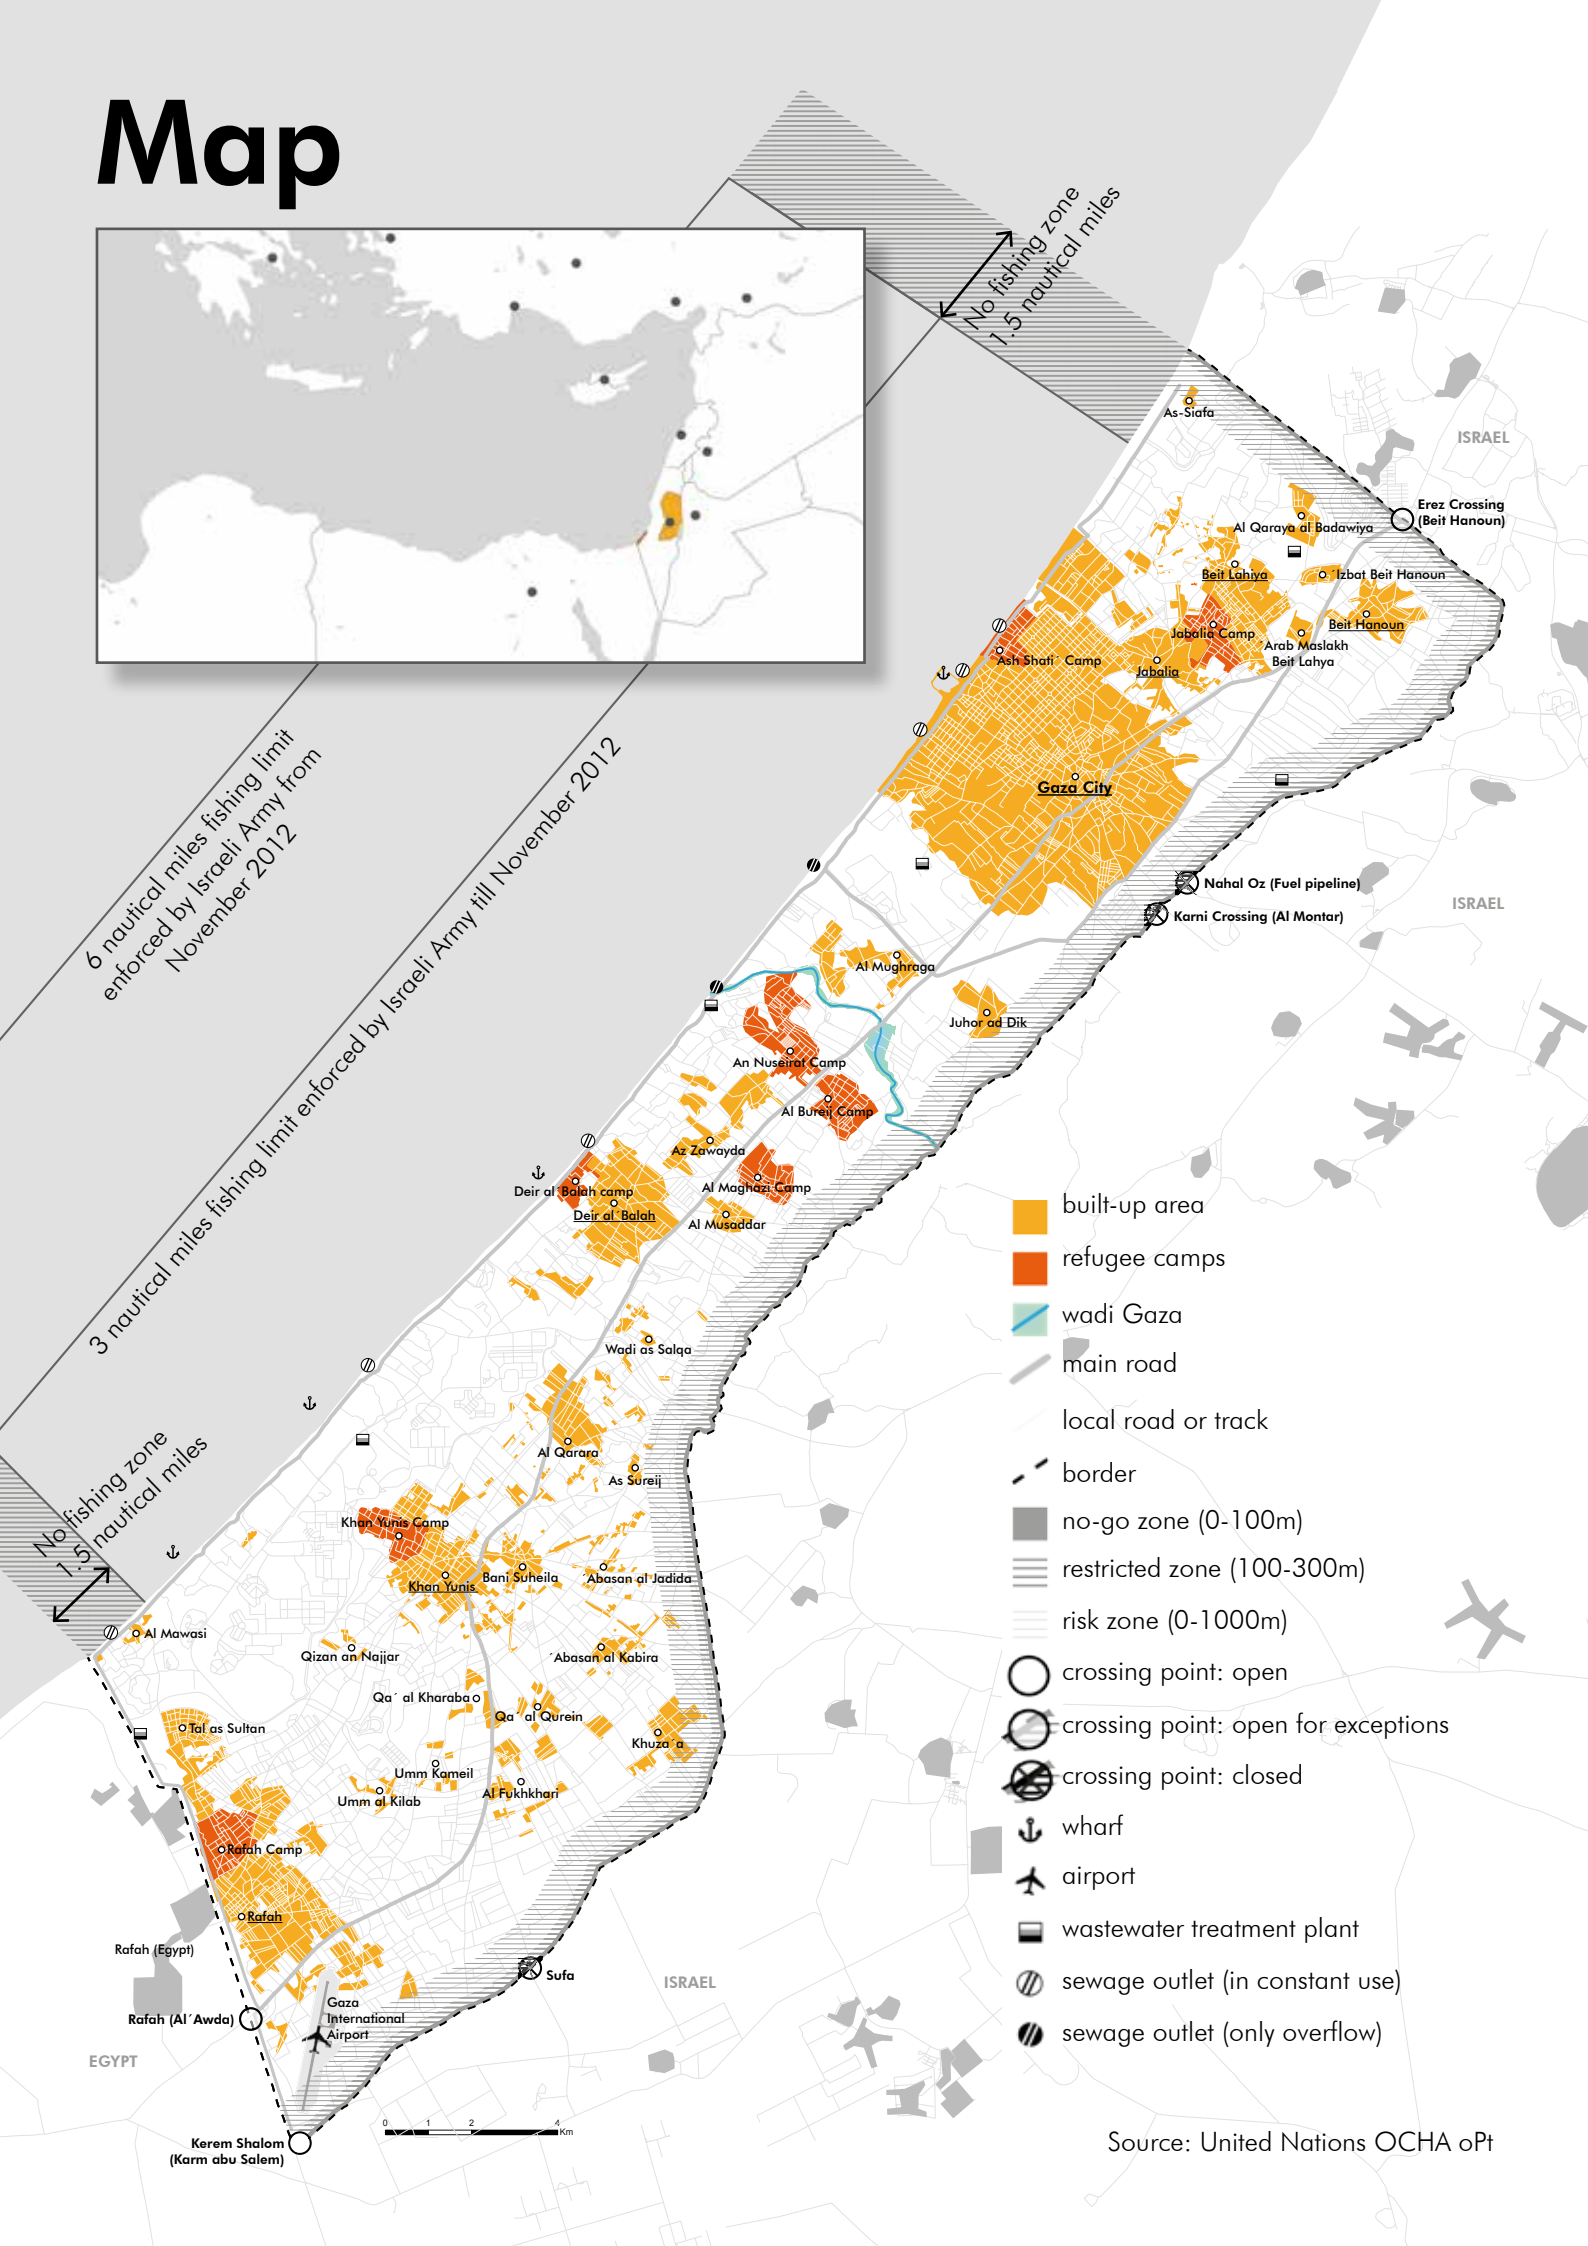 Map
No fishing zone
1.5 nautical miles
6 nautical miles fishing limit
enforced by Israeli Army from
November 2012
3 nautical miles fishing limit enforced by Israeli Army till November 2012
No fishing zone
1.5 nautical miles
As-Siafa
ISRAEL
Erez Crossing
(Beit Hanoun)
Al Qaraya al Badawiya
Beit Lahiya
´Izbat Beit Hanoun
Beit Hanoun
Jabalia Camp
´Arab Maslakh
Beit Lahya
Ash Shati´ Camp
Jabalia
Gaza City
Nahal Oz (Fuel pipeline)
Karni Crossing (Al Montar)
ISRAEL
Al Mughraga
Juhor ad Dik
An Nuseirat Camp
Al Bureij Camp
Az Zawayda
Al Maghazi Camp
Deir al´Balah camp
Deir al´Balah
Al Musaddar
Wadi as Salqa
Al Qarara
As Sureij
Khan Yunis Camp
Khan Yunis
Bani Suheila
´Abasan al Jadida
Al Mawasi
Qizan an Najjar
´Abasan al Kabira
Qa´ al Kharaba
Qa´ al Qurein
Khuza´a
Tal as Sultan
Umm Kameil
Umm al Kilab
Al Fukhkhari
Rafah Camp
Rafah
Rafah (Egypt)
Sufa
ISRAEL
Gaza
International
Airport
Rafah (Al´Awda)
EGYPT
Kerem Shalom
(Karm abu Salem)
0 1 2 4
Km
built-up area
refugee camps
wadi Gaza
main road
local road or track
border
no-go zone (0-100m)
restricted zone (100-300m)
risk zone (0-1000m)
crossing point: open
crossing point: open for exceptions
crossing point: closed
wharf
airport
wastewater treatment plant
sewage outlet (in constant use)
sewage outlet (only overflow)
Source: United Nations OCHA oPt